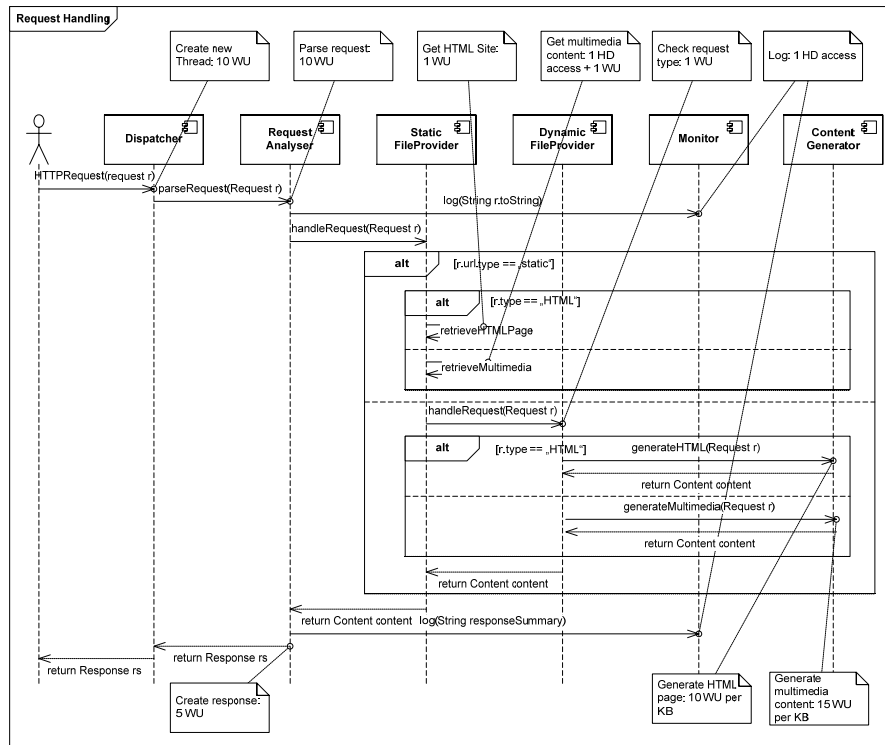 Request Handling
Create new
Thread: 10 WU
Parse request:
10 WU
Get HTML Site:
1 WU
Get multimedia
content: 1 HD
access + 1 WU
Check request
type: 1 WU
Log: 1 HD access
Dispatcher
Request
Analyser
Static
FileProvider
Dynamic
FileProvider
Monitor
Content
Generator
HTTPRequest(request r)
parseRequest(Request r)
log(String r.toString)
handleRequest(Request r)
alt
[r.url.type == „static“]
alt
[r.type == „HTML“]
retrieveHTMLPage
retrieveMultimedia
handleRequest(Request r)
alt
[r.type == „HTML“]
generateHTML(Request r)
return Content content
generateMultimedia(Request r)
return Content content
return Content content
return Content content
log(String responseSummary)
return Response rs
return Response rs
Create response:
5 WU
Generate HTML
page: 10 WU per
KB
Generate
multimedia
content: 15 WU
per KB